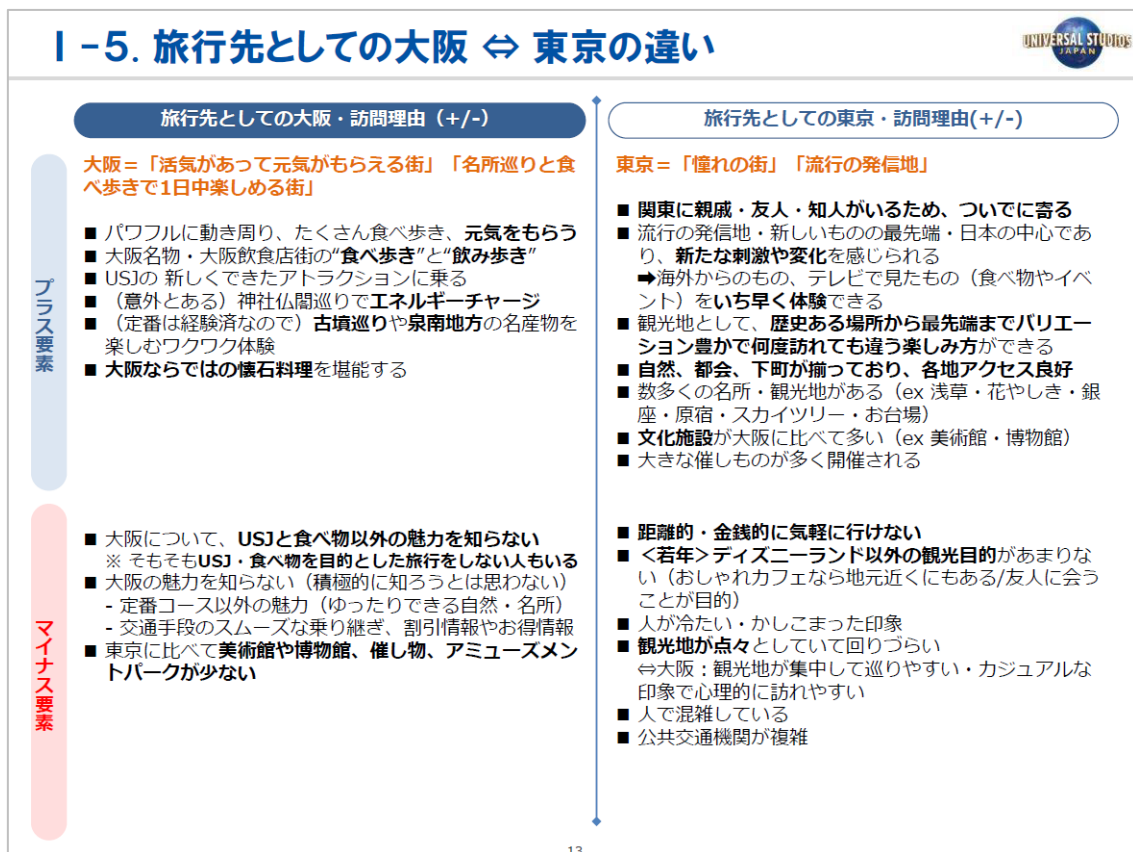 Ⅰ-5. 旅行先としての大阪 ⇔ 東京の違い
UNIVERSAL STUDIOS
JAPAN
旅行先としての大阪・訪問理由（+/-）
大阪＝「活気があって元気がもらえる街」「名所巡りと食
べ歩きで1日中楽しめる街」
プラス要素
■ パワフルに動き周り、たくさん食べ歩き、元気をもらう
■ 大阪名物・大阪飲食店街の“食べ歩き”と“飲み歩き”
■ USJの 新しくできたアトラクションに乗る
■ （意外とある）神社仏閣巡りでエネルギーチャージ
■ （定番は経験済なので）古墳巡りや泉南地方の名産物を
楽しむワクワク体験
■ 大阪ならではの懐石料理を堪能する
マイナス要素
■ 大阪について、USJと食べ物以外の魅力を知らない
※ そもそもUSJ・食べ物を目的とした旅行をしない人もいる
■ 大阪の魅力を知らない（積極的に知ろうとは思わない）
- 定番コース以外の魅力（ゆったりできる自然・名所）
- 交通手段のスムーズな乗り継ぎ、割引情報やお得情報
■ 東京に比べて美術館や博物館、催し物、アミューズメン
トパークが少ない
旅行先としての東京・訪問理由(+/-)
東京＝「憧れの街」「流行の発信地」
■ 関東に親戚・友人・知人がいるため、ついでに寄る
■ 流行の発信地・新しいものの最先端・日本の中心であ
り、新たな刺激や変化を感じられる
➡海外からのもの、テレビで見たもの（食べ物やイベ
ント）をいち早く体験できる
■ 観光地として、歴史ある場所から最先端までバリエー
ション豊かで何度訪れても違う楽しみ方ができる
■ 自然、都会、下町が揃っており、各地アクセス良好
■ 数多くの名所・観光地がある（ex 浅草・花やしき・銀
座・原宿・スカイツリー・お台場）
■ 文化施設が大阪に比べて多い（ex 美術館・博物館）
■ 大きな催しものが多く開催される
■ 距離的・金銭的に気軽に行けない
■ ＜若年＞ディズニーランド以外の観光目的があまりな
い（おしゃれカフェなら地元近くにもある/友人に会う
ことが目的）
■ 人が冷たい・かしこまった印象
■ 観光地が点々としていて回りづらい
⇔大阪：観光地が集中して巡りやすい・カジュアルな
印象で心理的に訪れやすい
■ 人で混雑している
■ 公共交通機関が複雑
13